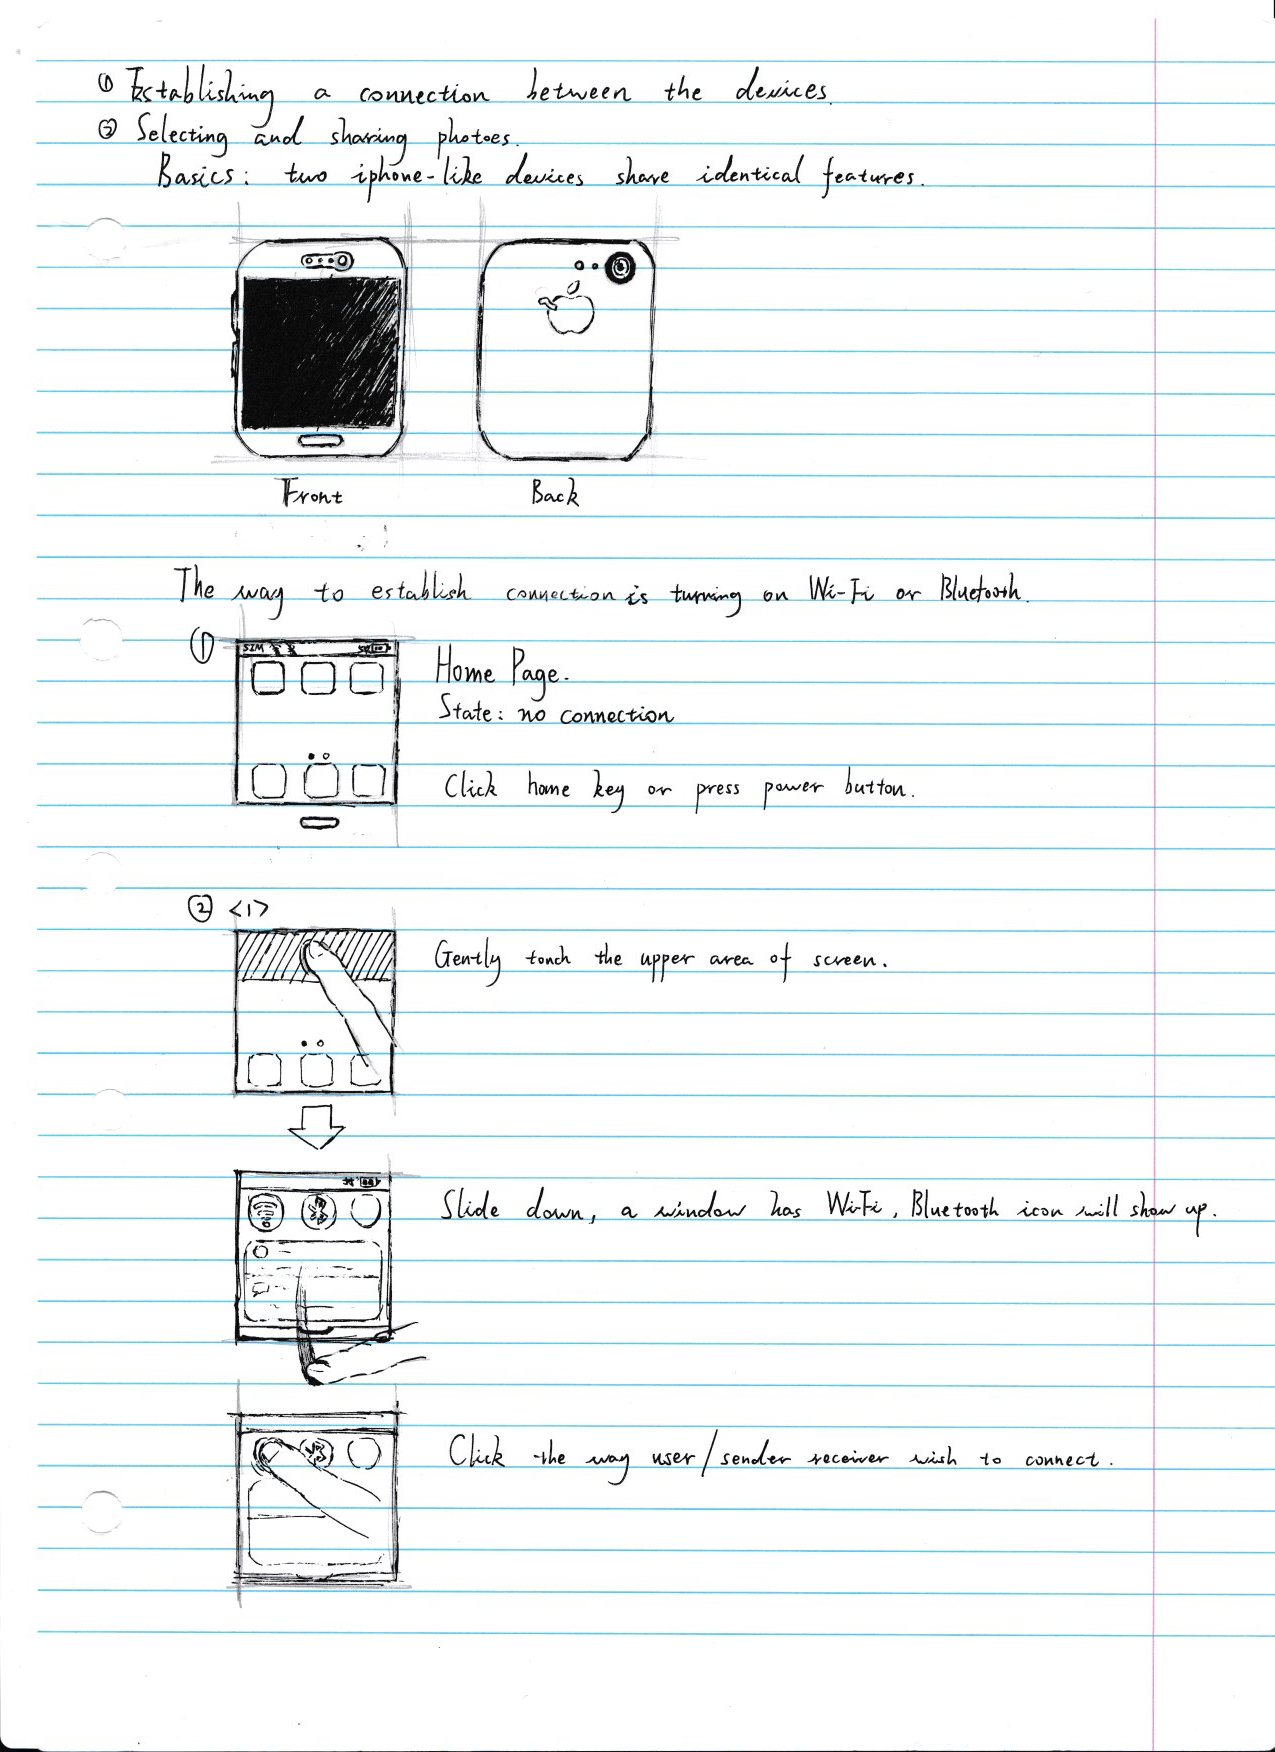 ① Establishing a connection between the devices.
② Selecting and sharing photoes.
Basics: two iphone-like devices share identical features.
Front Back
The way to establish connection is turning on Wi-Fi or Bluetooth.
①
SIM
Home Page.
State: no connection
Click home key or press power button.
② <1>
Gently touch the upper area of screen.
Slide down, a window has WiFi, Bluetooth icon will show up.
Click the way user/sender receiver wish to connect.